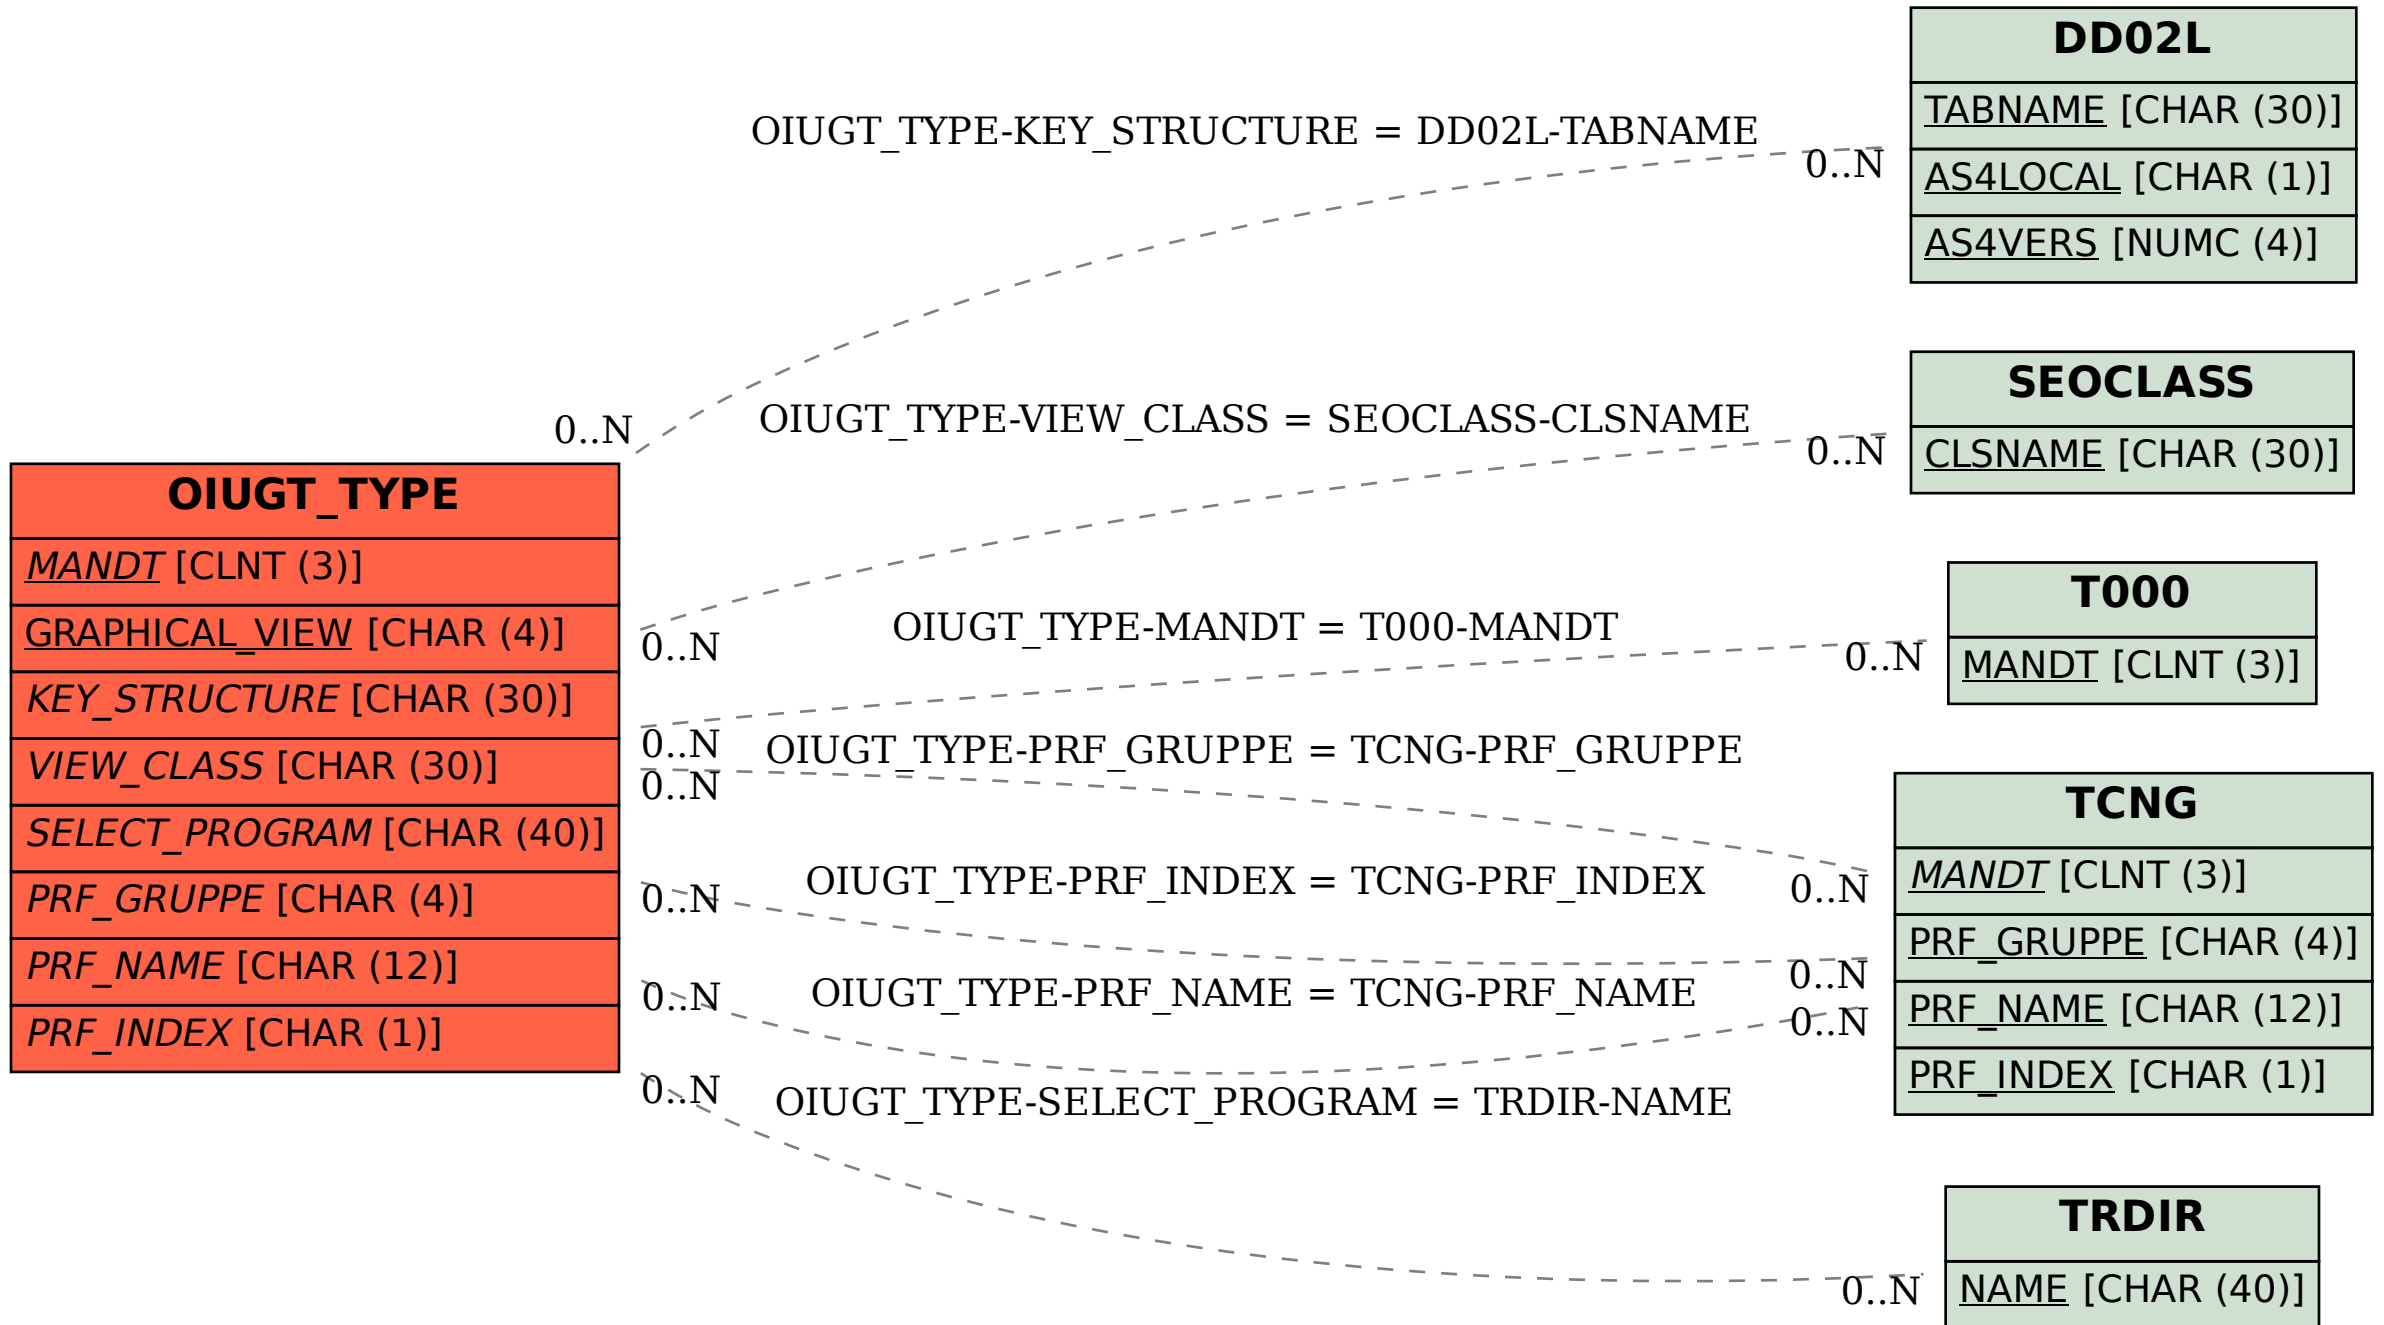 OIUGT_TYPE
MANDT [CLNT (3)]
GRAPHICAL_VIEW [CHAR (4)]
KEY_STRUCTURE [CHAR (30)]
VIEW_CLASS [CHAR (30)]
SELECT_PROGRAM [CHAR (40)]
PRF_GRUPPE [CHAR (4)]
PRF_NAME [CHAR (12)]
PRF_INDEX [CHAR (1)]
OIUGT_TYPE-KEY_STRUCTURE = DD02L-TABNAME
0..N
0..N
OIUGT_TYPE-VIEW_CLASS = SEOCLASS-CLSNAME
0..N
0..N
OIUGT_TYPE-MANDT = T000-MANDT
0..N
0..N
OIUGT_TYPE-PRF_GRUPPE = TCNG-PRF_GRUPPE
0..N
0..N
OIUGT_TYPE-PRF_INDEX = TCNG-PRF_INDEX
0..N
0..N
OIUGT_TYPE-PRF_NAME = TCNG-PRF_NAME
0..N
0..N
OIUGT_TYPE-SELECT_PROGRAM = TRDIR-NAME
0..N
0..N
DD02L
TABNAME [CHAR (30)]
AS4LOCAL [CHAR (1)]
AS4VERS [NUMC (4)]
SEOCLASS
CLSNAME [CHAR (30)]
T000
MANDT [CLNT (3)]
TCNG
MANDT [CLNT (3)]
PRF_GRUPPE [CHAR (4)]
PRF_NAME [CHAR (12)]
PRF_INDEX [CHAR (1)]
TRDIR
NAME [CHAR (40)]